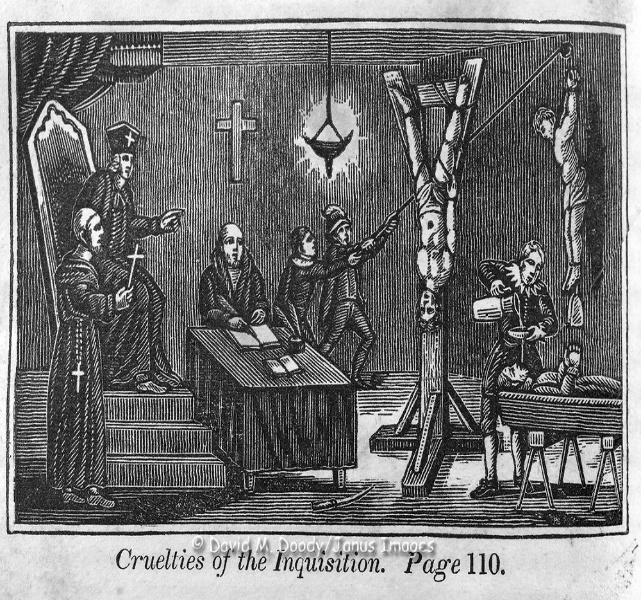 © David M. Doody/Janus Images
Cruelties of the Inquisition. Page 110.